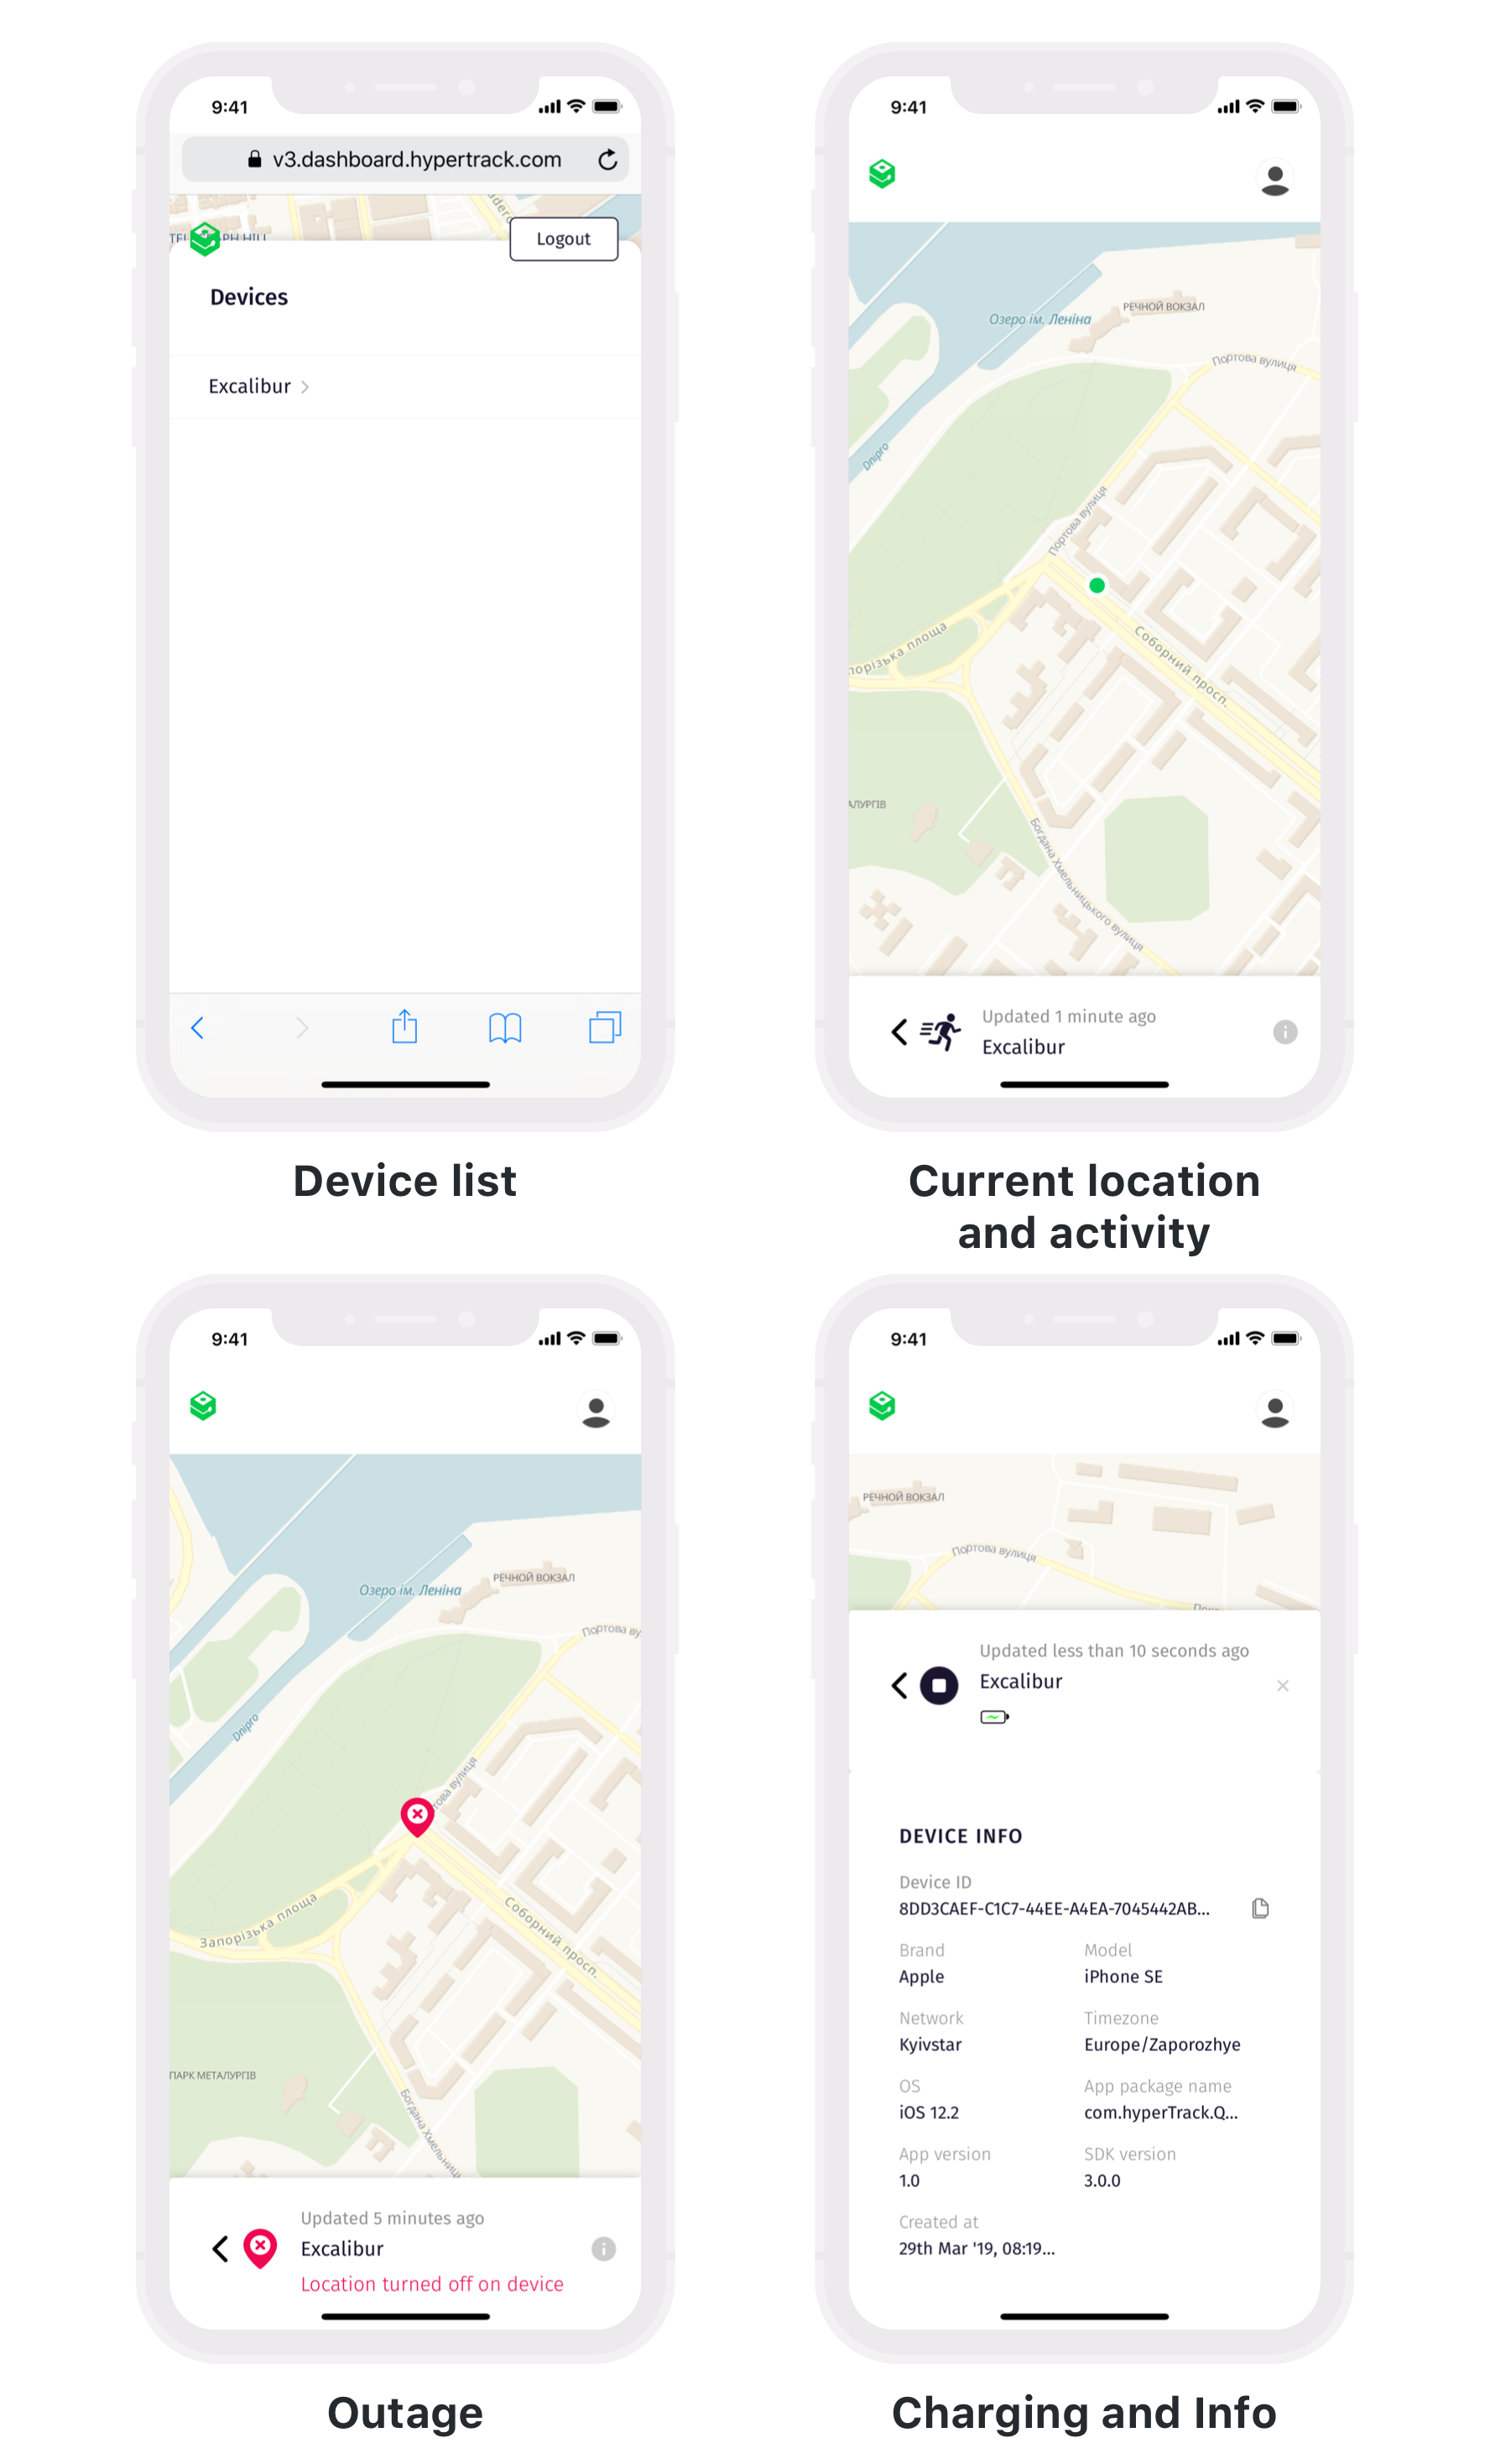 9:41
v3.dashboard.hypertrack.com
Logout
Devices
Excalibur
Device list
9:41
Озеро ім. Леніна
РЕЧНОЙ ВОКЗАЛ
Портова вулиця
Dnipro
Портова вулиця
порізька площа
Соборний просп.
АЛУРГІВ
Богдана Хмельницького вулиця
Updated 1 minute ago
Excalibur
Current location
and activity
9:41
Озеро ім. Леніна
РЕЧНОЙ ВОКЗАЛ
Портова ву
Dnipro
това вулиця
Запорізька площа
Соборний просп.
ПАРК МЕТАЛУРГІВ
Богдана Хмельниц
Updated 5 minutes ago
Excalibur
Location turned off on device
Outage
9:41
РЕЧНОЙ ВОКЗАЛ
Портова вулиця
Updated less than 10 seconds ago
Excalibur
DEVICE INFO
Device ID
8DD3CAEF-C1C7-44EE-A4EA-7045442AB...
Brand
Model
Apple
iPhone SE
Network
Timezone
Kyivstar
Europe/Zaporozhye
OS
App package name
iOS 12.2
com.hyperTrack.Q...
App version
SDK version
1.0
3.0.0
Created at
29th Mar '19, 08:19...
Charging and Info